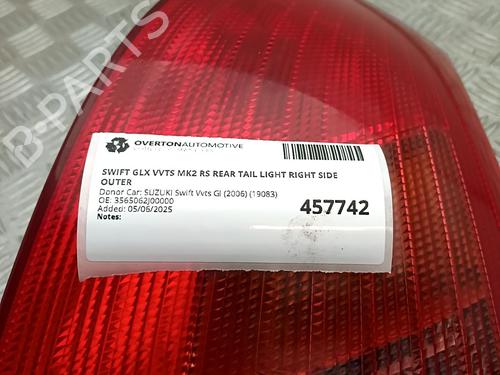 B-PARTS
OVERTONAUTOMOTIVE
SWIFT GLX VVTS MK2 RS REAR TAIL LIGHT RIGHT SIDE
OUTER
Donor Car: SUZUKI Swift Vvts Gl (2006) (19083)
OE: 3565062J00000
Added: 05/06/2025
Notes:
457742